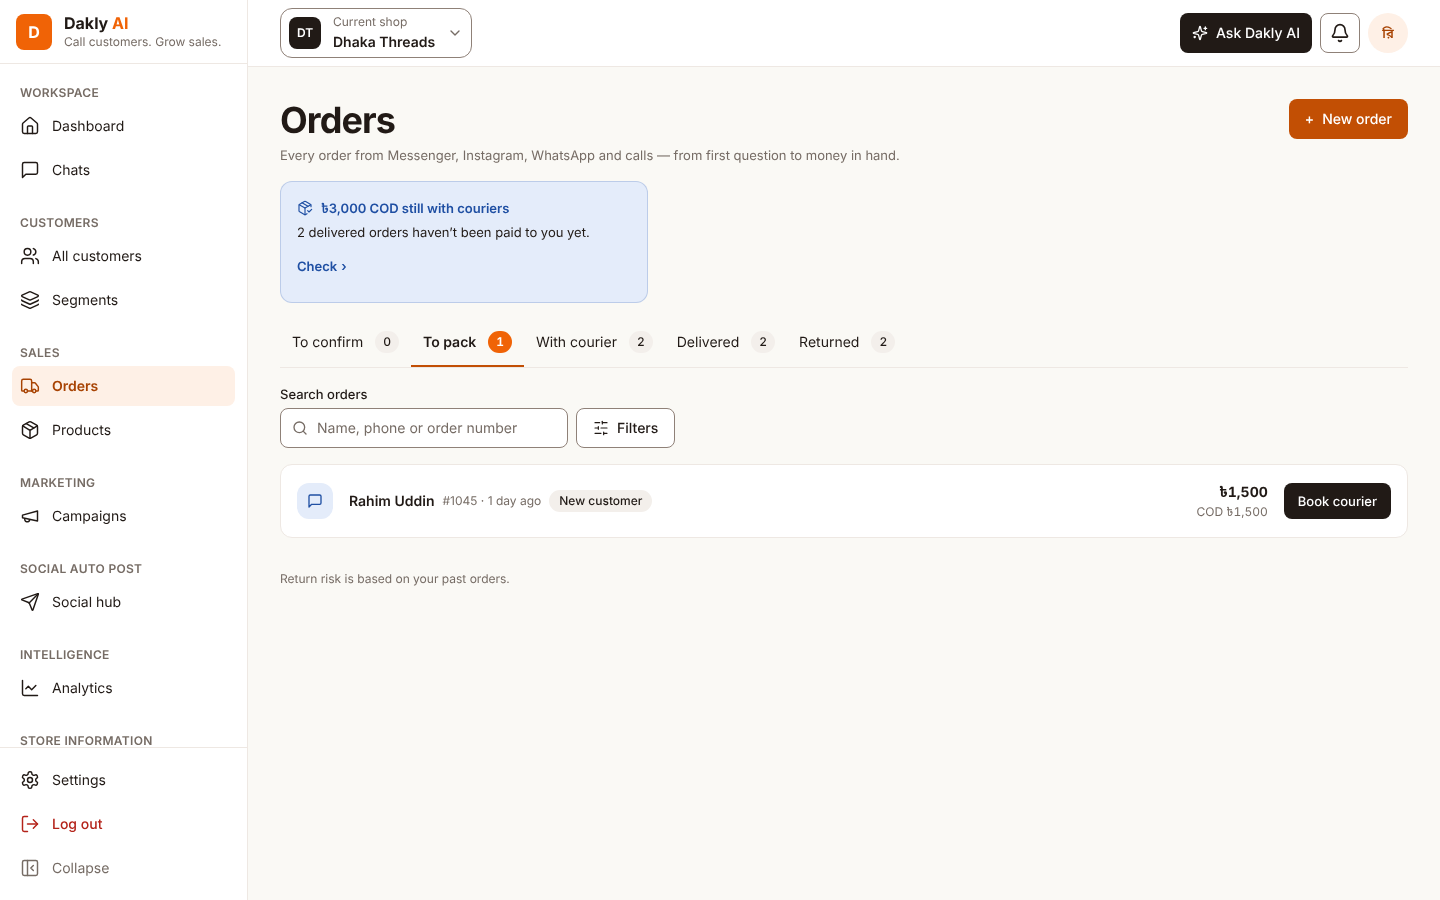 D
Dakly AI
Call customers. Grow sales.
WORKSPACE
Dashboard
Chats
CUSTOMERS
All customers
Segments
SALES
Orders
Products
MARKETING
Campaigns
SOCIAL AUTO POST
Social hub
INTELLIGENCE
Analytics
STORE INFORMATION
Settings
Log out
Collapse
DT
Current shop
Dhaka Threads
Ask Dakly AI
রি
Orders
+ New order
Every order from Messenger, Instagram, WhatsApp and calls — from first question to money in hand.
৳3,000 COD still with couriers
2 delivered orders haven’t been paid to you yet.
Check ›
To confirm 0 To pack 1 With courier 2 Delivered 2 Returned 2
Search orders
Name, phone or order number
Filters
Rahim Uddin #1045 · 1 day ago New customer
৳1,500
COD ৳1,500
Book courier
Return risk is based on your past orders.